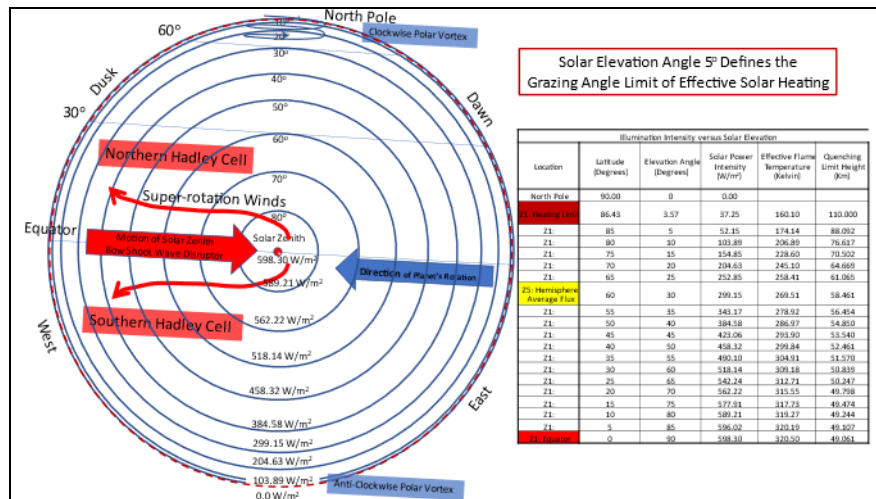 North Pole
10°
Clockwise Polar Vortex
60°
20°
30°
Dusk
40°
Dawn
50°
30°
60°
Northern Hadley Cell
70°
Super-rotation Winds
80°
Equator
Solar Zenith
Motion of Solar Zenith
Bow Shock Wave Disruptor
598.30 W/m²
Direction of Planet's Rotation
589.21 W/m²
Southern Hadley Cell
562.22 W/m²
West
518.14 W/m²
East
458.32 W/m²
384.58 W/m²
299.15 W/m²
204.63 W/m²
103.89 W/m²
Anti-Clockwise Polar Vortex
0.0 W/m²
Solar Elevation Angle 5° Defines the
Grazing Angle Limit of Effective Solar Heating
Illumination Intensity versus Solar Elevation
Location Latitude (Degrees) Elevation Angle (Degrees) Solar Power Intensity (W/m²) Effective Flame Temperature (Kelvin) Quenching Limit Height (Km)
North Pole 90.00 0 0.00
Z1: Heating Limit 86.43 3.57 37.25 160.10 110.000
Z1: 85 5 52.15 174.14 88.092
Z1: 80 10 103.89 206.89 76.617
Z1: 75 15 154.85 228.60 70.502
Z1: 70 20 204.63 245.10 64.669
Z1: 65 25 252.85 258.41 61.065
Z5: Hemisphere Average Flux 60 30 299.15 269.51 58.461
Z1: 55 35 343.17 278.92 56.454
Z1: 50 40 384.58 286.97 54.850
Z1: 45 45 423.06 293.90 53.540
Z1: 40 50 458.32 299.84 52.461
Z1: 35 55 490.10 304.91 51.570
Z1: 30 60 518.14 309.18 50.839
Z1: 25 65 542.24 312.71 50.247
Z1: 20 70 562.22 315.55 49.798
Z1: 15 75 577.91 317.73 49.474
Z1: 10 80 589.21 319.27 49.244
Z1: 5 85 596.02 320.19 49.107
Z1: Equator 0 90 598.30 320.50 49.061